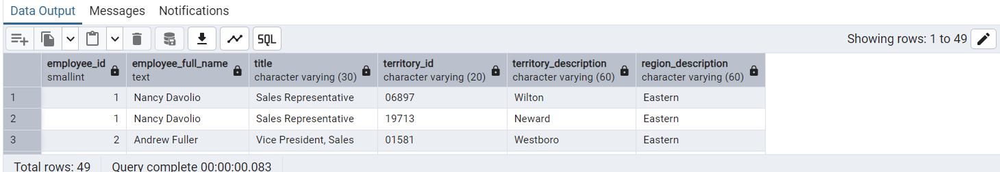 Data Output Messages Notifications
SQL Showing rows: 1 to 49
employee_id employee_full_name title territory_id territory_description region_description
smallint text character varying (30) character varying (20) character varying (60) character varying (60)
1 1 Nancy Davolio Sales Representative 06897 Wilton Eastern
2 1 Nancy Davolio Sales Representative 19713 Neward Eastern
3 2 Andrew Fuller Vice President, Sales 01581 Westboro Eastern
Total rows: 49 Query complete 00:00:00.083